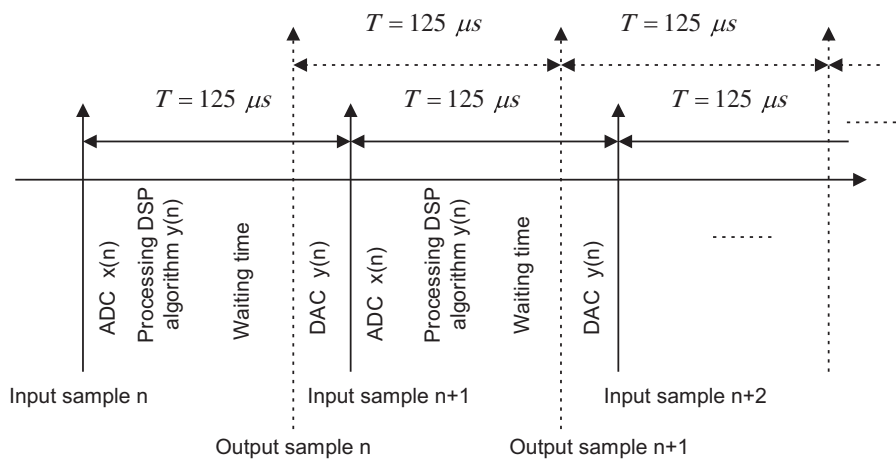 T = 125 μs
T = 125 μs
T = 125 μs
T = 125 μs
T = 125 μs
ADC x(n)
Processing DSP
algorithm y(n)
Waiting time
DAC y(n)
ADC x(n)
Processing DSP
algorithm y(n)
Waiting time
DAC y(n)
Input sample n
Input sample n+1
Input sample n+2
Output sample n
Output sample n+1